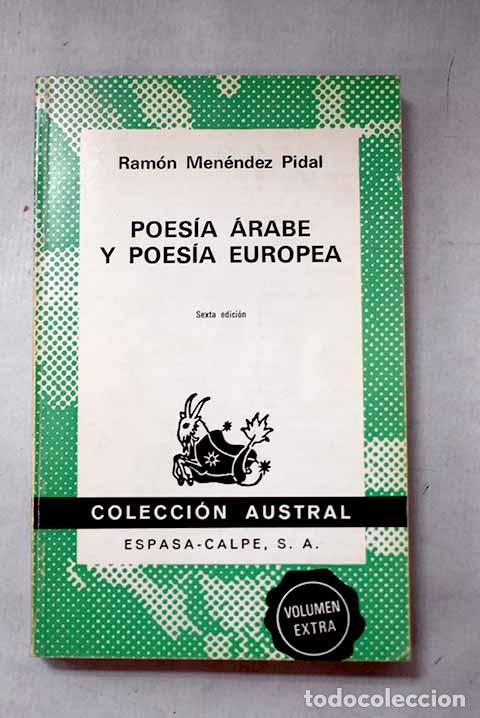 Ramón Menéndez Pidal
POESÍA ÁRABE
Y POESÍA EUROPEA
Sexta edición
COLECCIÓN AUSTRAL
ESPASA-CALPE, S. A.
VOLUMEN
EXTRA
todocoleccion